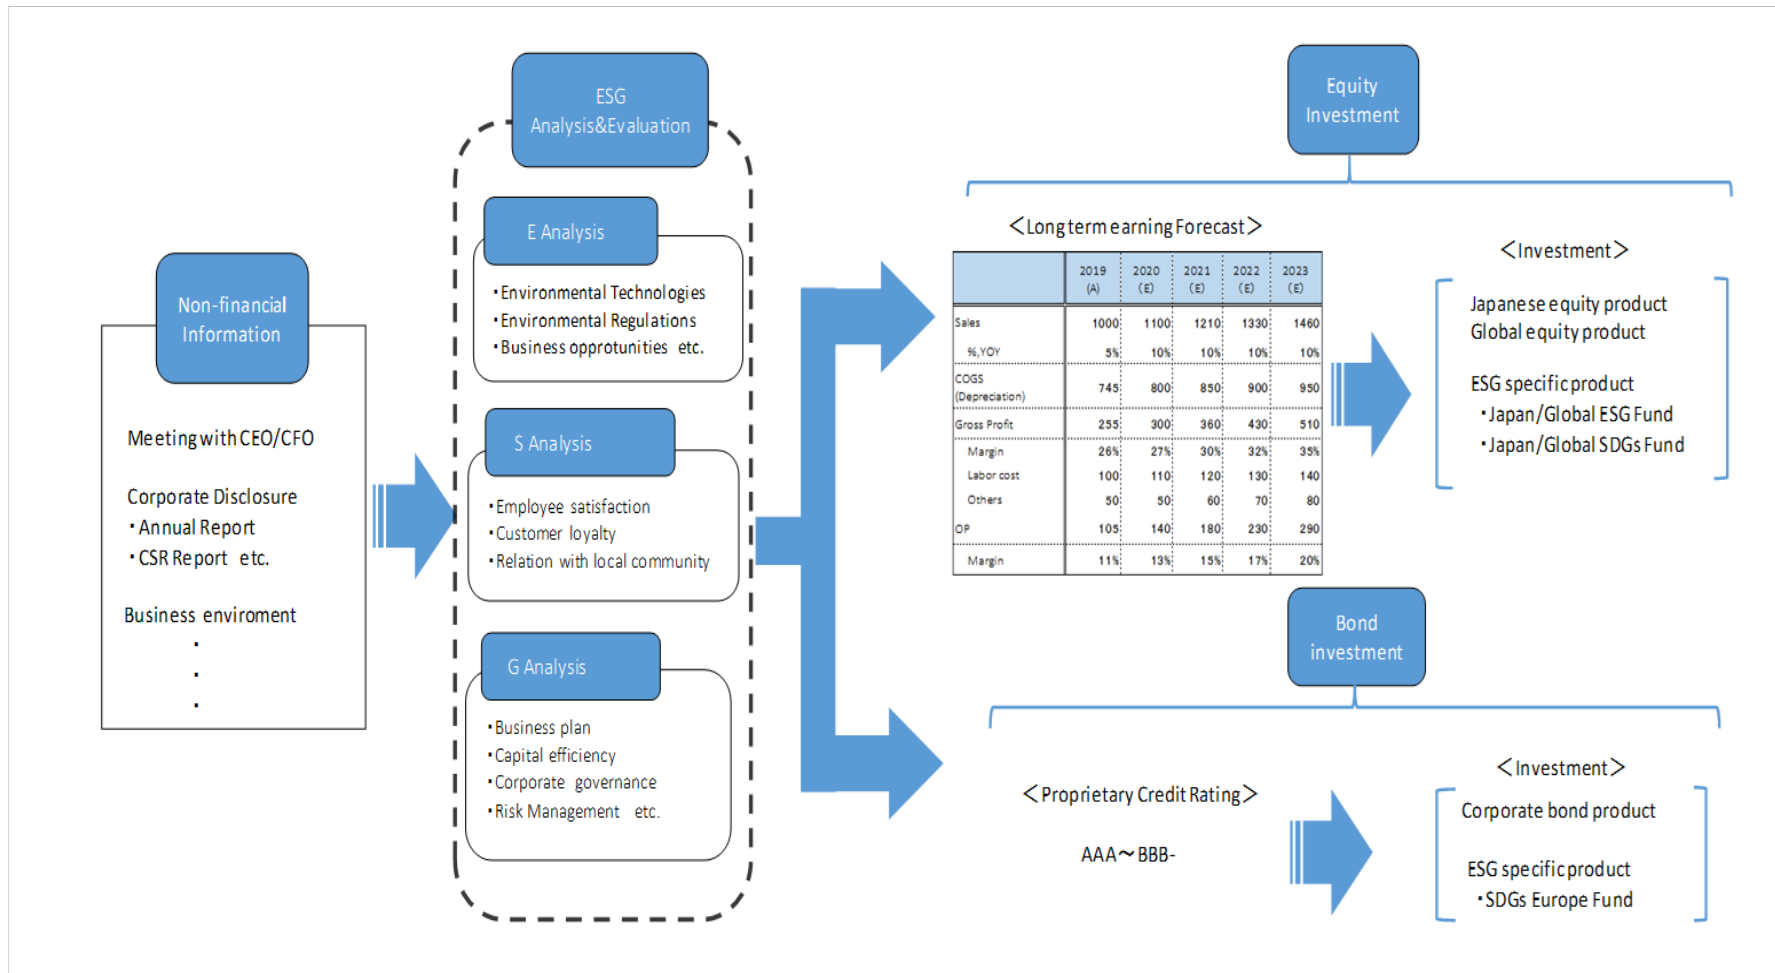 Non-financial
Information
Meeting with CEO/CFO
Corporate Disclosure
・Annual Report
・CSR Report etc.
Business enviroment
・
・
・
ESG
Analysis&Evaluation
E Analysis
・Environmental Technologies
・Environmental Regulations
・Business opprotunities etc.
S Analysis
・Employee satisfaction
・Customer loyalty
・Relation with local community
G Analysis
・Business plan
・Capital efficiency
・Corporate governance
・Risk Management etc.
Equity
Investment
＜Long term earning Forecast＞
2019 2020 2021 2022 2023
(A) (E) (E) (E) (E)
Sales 1000 1100 1210 1330 1460
%,YOY 5% 10% 10% 10% 10%
COGS
(Depreciation) 745 800 850 900 950
Gross Profit 255 300 360 430 510
Margin 26% 27% 30% 32% 35%
Labor cost 100 110 120 130 140
Others 50 50 60 70 80
OP 105 140 180 230 290
Margin 11% 13% 15% 17% 20%
＜Investment＞
Japanese equity product
Global equity product
ESG specific product
・Japan/Global ESG Fund
・Japan/Global SDGs Fund
Bond
investment
＜Proprietary Credit Rating＞
AAA～BBB-
＜Investment＞
Corporate bond product
ESG specific product
・SDGs Europe Fund